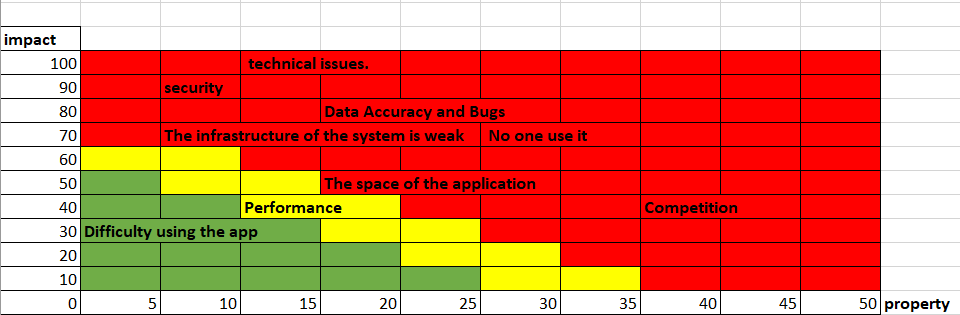 impact
100 technical issues.
90 security
80 Data Accuracy and Bugs
70 The infrastructure of the system is weak No one use it
60
50 The space of the application
40 Performance Competition
30 Difficulty using the app
20
10
0 5 10 15 20 25 30 35 40 45 50 property